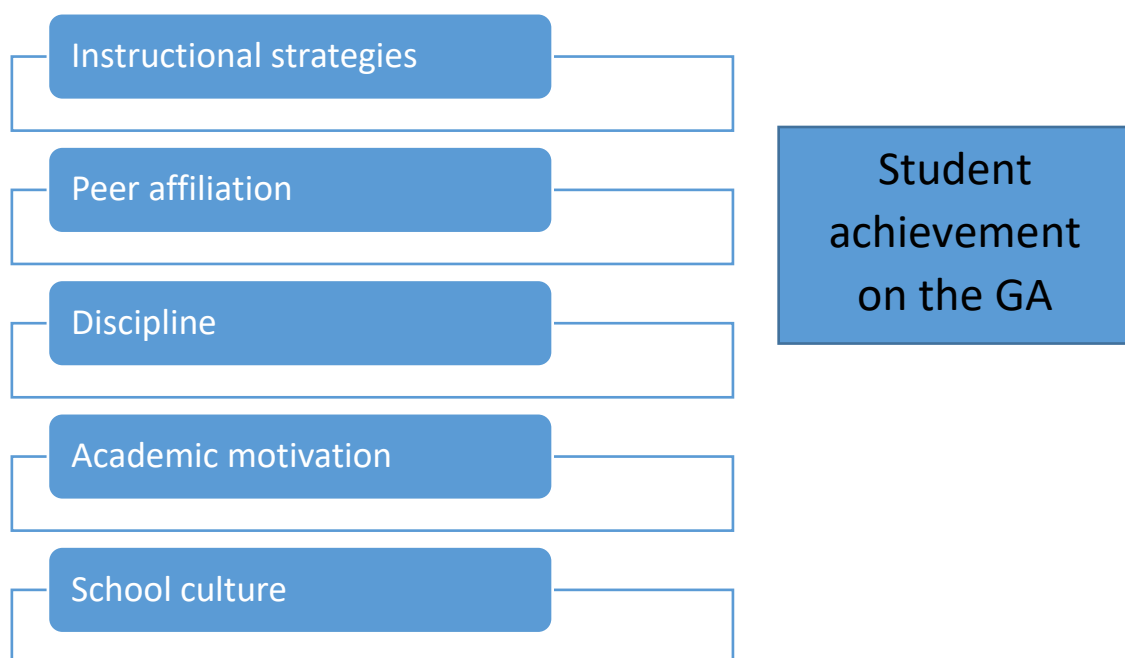 Instructional strategies
Peer affiliation
Discipline
Academic motivation
School culture
Student
achievement
on the GA